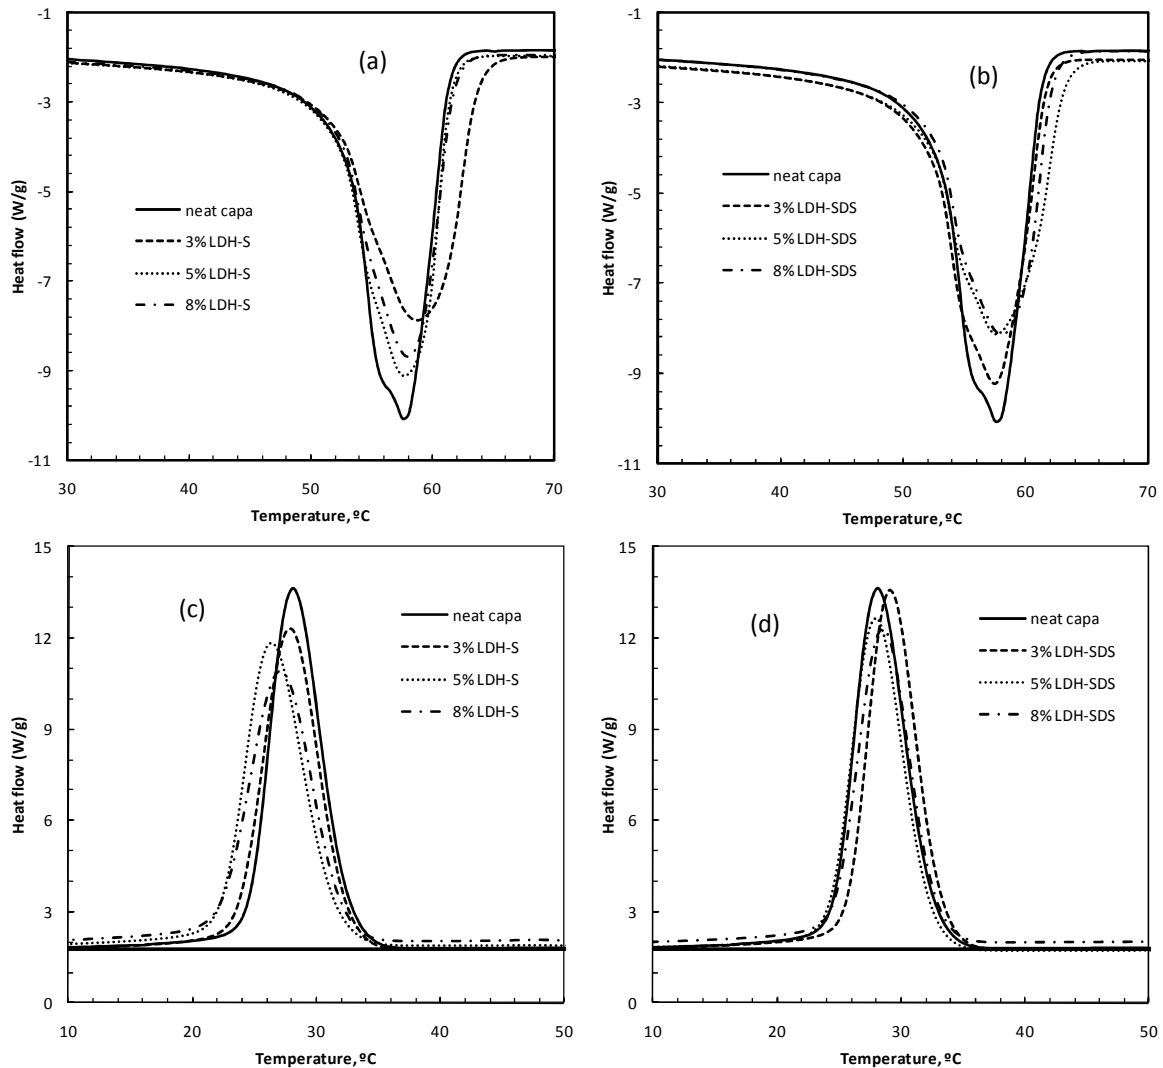 -1
-3
-5
-7
-9
-11
Heat flow (W/g)
(a)
neat capa
3% LDH-S
5% LDH-S
8% LDH-S
30 40 50 60 70
Temperature, ºC
-1
-3
-5
-7
-9
-11
Heat flow (W/g)
(b)
neat capa
3% LDH-SDS
5% LDH-SDS
8% LDH-SDS
30 40 50 60 70
Temperature, ºC
15
12
9
6
3
0
Heat flow (W/g)
(c)
neat capa
3% LDH-S
5% LDH-S
8% LDH-S
10 20 30 40 50
Temperature, ºC
15
12
9
6
3
0
Heat flow (W/g)
(d)
neat capa
3% LDH-SDS
5% LDH-SDS
8% LDH-SDS
10 20 30 40 50
Temperature, ºC